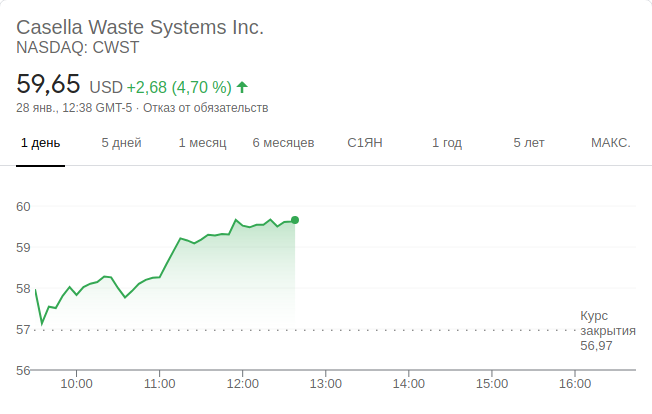 Casella Waste Systems Inc.
NASDAQ: CWST
59,65 USD +2,68 (4,70 %)
28 янв., 12:38 GMT-5 · Отказ от обязательств
1 день 5 дней 1 месяц 6 месяцев С1ЯН 1 год 5 лет МАКС.
60
59
58
57
56
Курс
закрытия
56,97
10:00 11:00 12:00 13:00 14:00 15:00 16:00